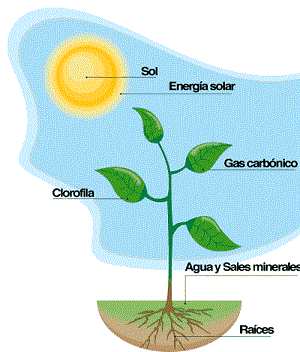 Sol
Energía solar
Gas carbónico
Clorofila
Agua y Sales minerales
Raíces